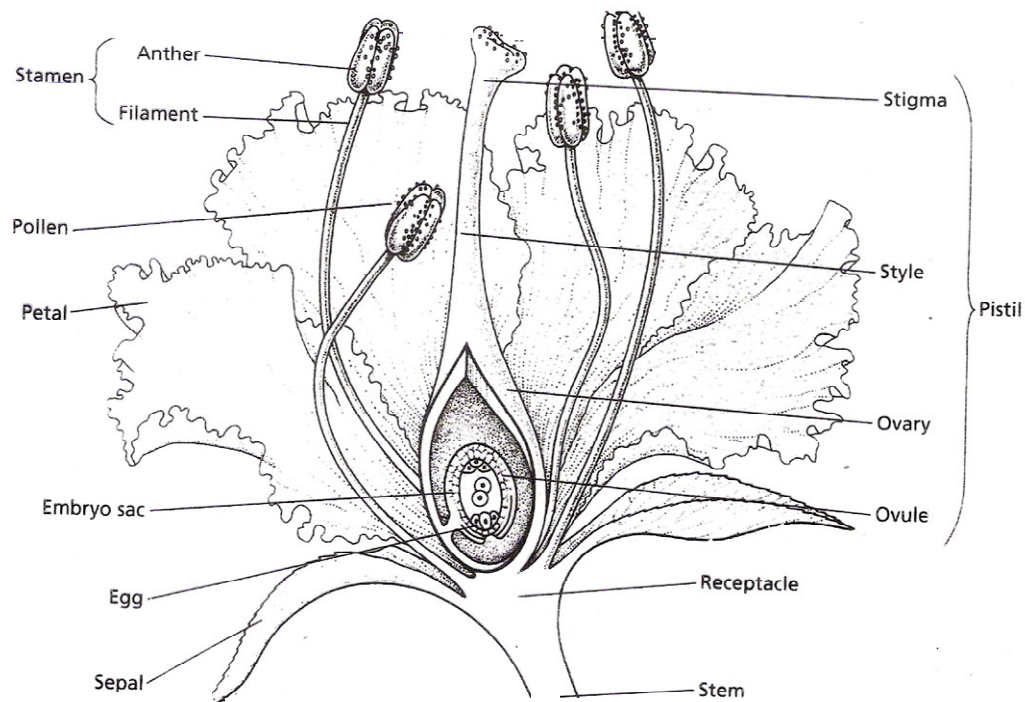 Anther
Stamen
Filament
Pollen
Petal
Embryo sac
Egg
Sepal
Stigma
Style
Pistil
Ovary
Ovule
Receptacle
Stem